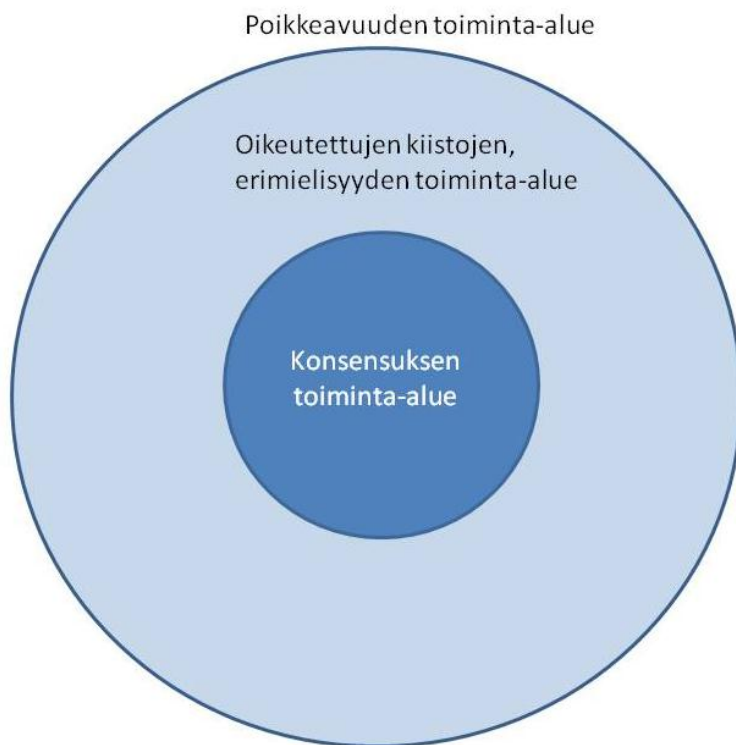 Poikkeavuuden toiminta-alue
Oikeutettujen kiistojen,
erimielisyyden toiminta-alue
Konsensuksen
toiminta-alue